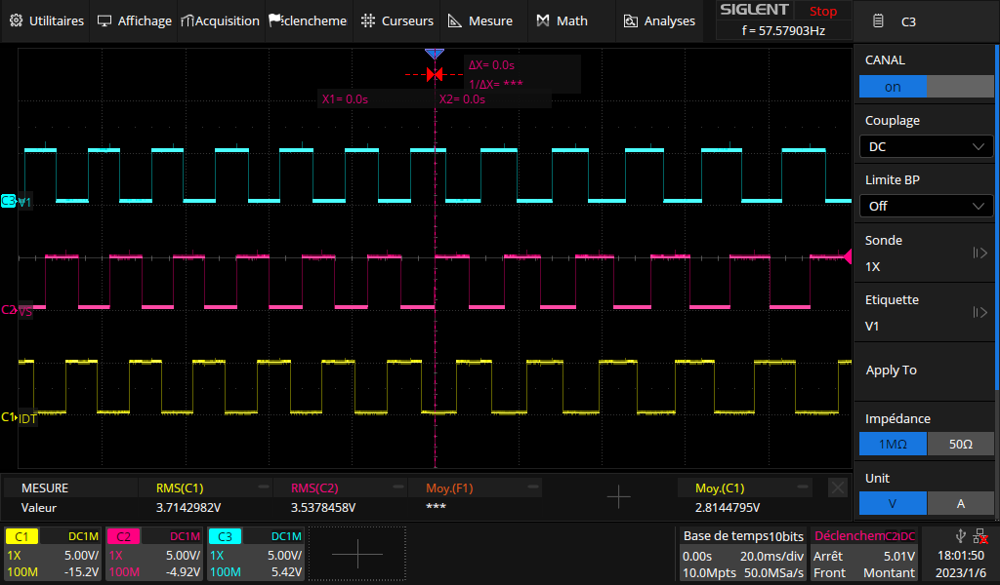 Utilitaires Affichage Acquisition Déclencheme Curseurs Mesure Math Analyses
SIGLENT Stop
f = 57.57903Hz
C3
ΔX= 0.0s
1/ΔX= ***
X1= 0.0s X2= 0.0s
CANAL
on
Couplage
DC
Limite BP
Off
Sonde
1X
Etiquette
V1
Apply To
Impédance
1MΩ 50Ω
Unit
V A
C3 V1
C2 VS
C1 IDT
MESURE RMS(C1) RMS(C2) Moy.(F1) Moy.(C1)
Valeur 3.7142982V 3.5378458V *** 2.8144795V
C1 DC1M
1X 5.00V/
100M -15.2V
C2 DC1M
1X 5.00V/
100M -4.92V
C3 DC1M
1X 5.00V/
100M 5.42V
Base de temps 10bits
0.00s 20.0ms/div
10.0Mpts 50.0MSa/s
Déclenchem C2 DC
Arrêt 5.01V
Front Montant
18:01:50
2023/1/6